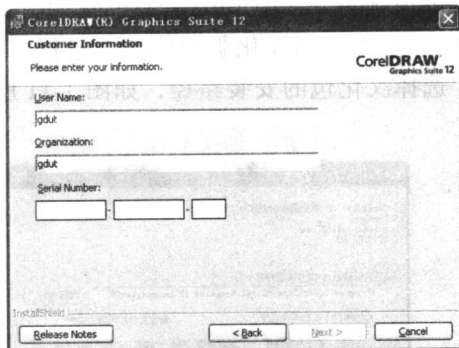 CorelDRAW(R) Graphics Suite 12
Customer Information
Please enter your information.
CorelDRAW
Graphics Suite 12
User Name:
gdut
Organization:
gdut
Serial Number:
- -
InstallShield
Release Notes
< Back
Next >
Cancel